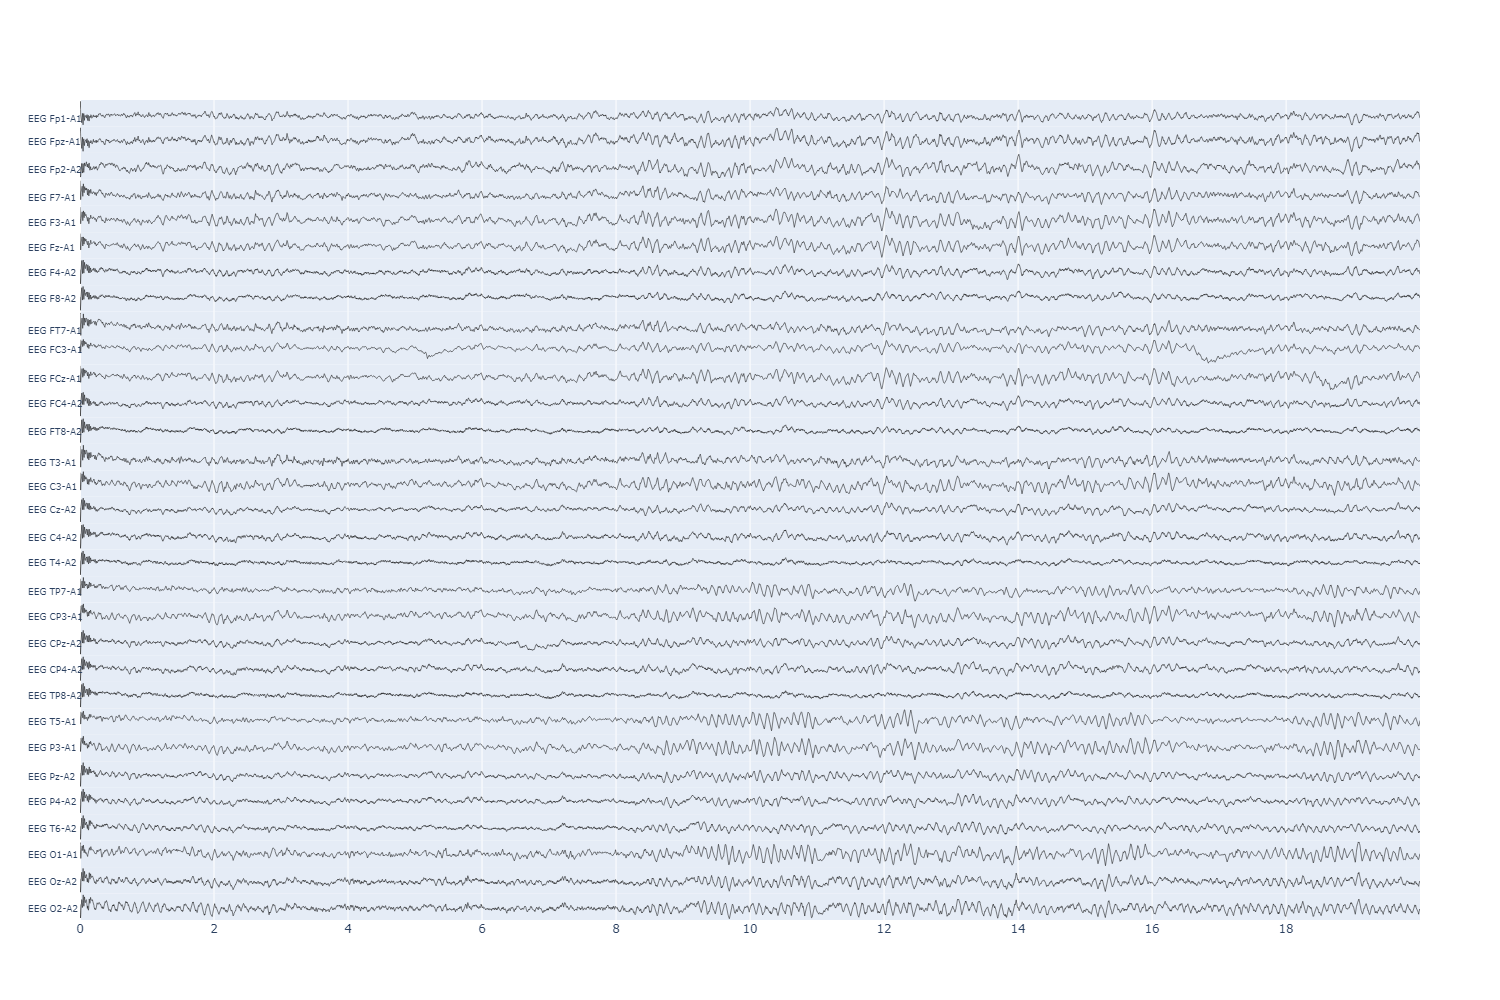 EEG Fp1-A1
EEG Fpz-A1
EEG Fp2-A2
EEG F7-A1
EEG F3-A1
EEG Fz-A1
EEG F4-A2
EEG F8-A2
EEG FT7-A1
EEG FC3-A1
EEG FCz-A1
EEG FC4-A2
EEG FT8-A2
EEG T3-A1
EEG C3-A1
EEG Cz-A2
EEG C4-A2
EEG T4-A2
EEG TP7-A1
EEG CP3-A1
EEG CPz-A2
EEG CP4-A2
EEG TP8-A2
EEG T5-A1
EEG P3-A1
EEG Pz-A2
EEG P4-A2
EEG T6-A2
EEG O1-A1
EEG Oz-A2
EEG O2-A2
0 2 4 6 8 10 12 14 16 18